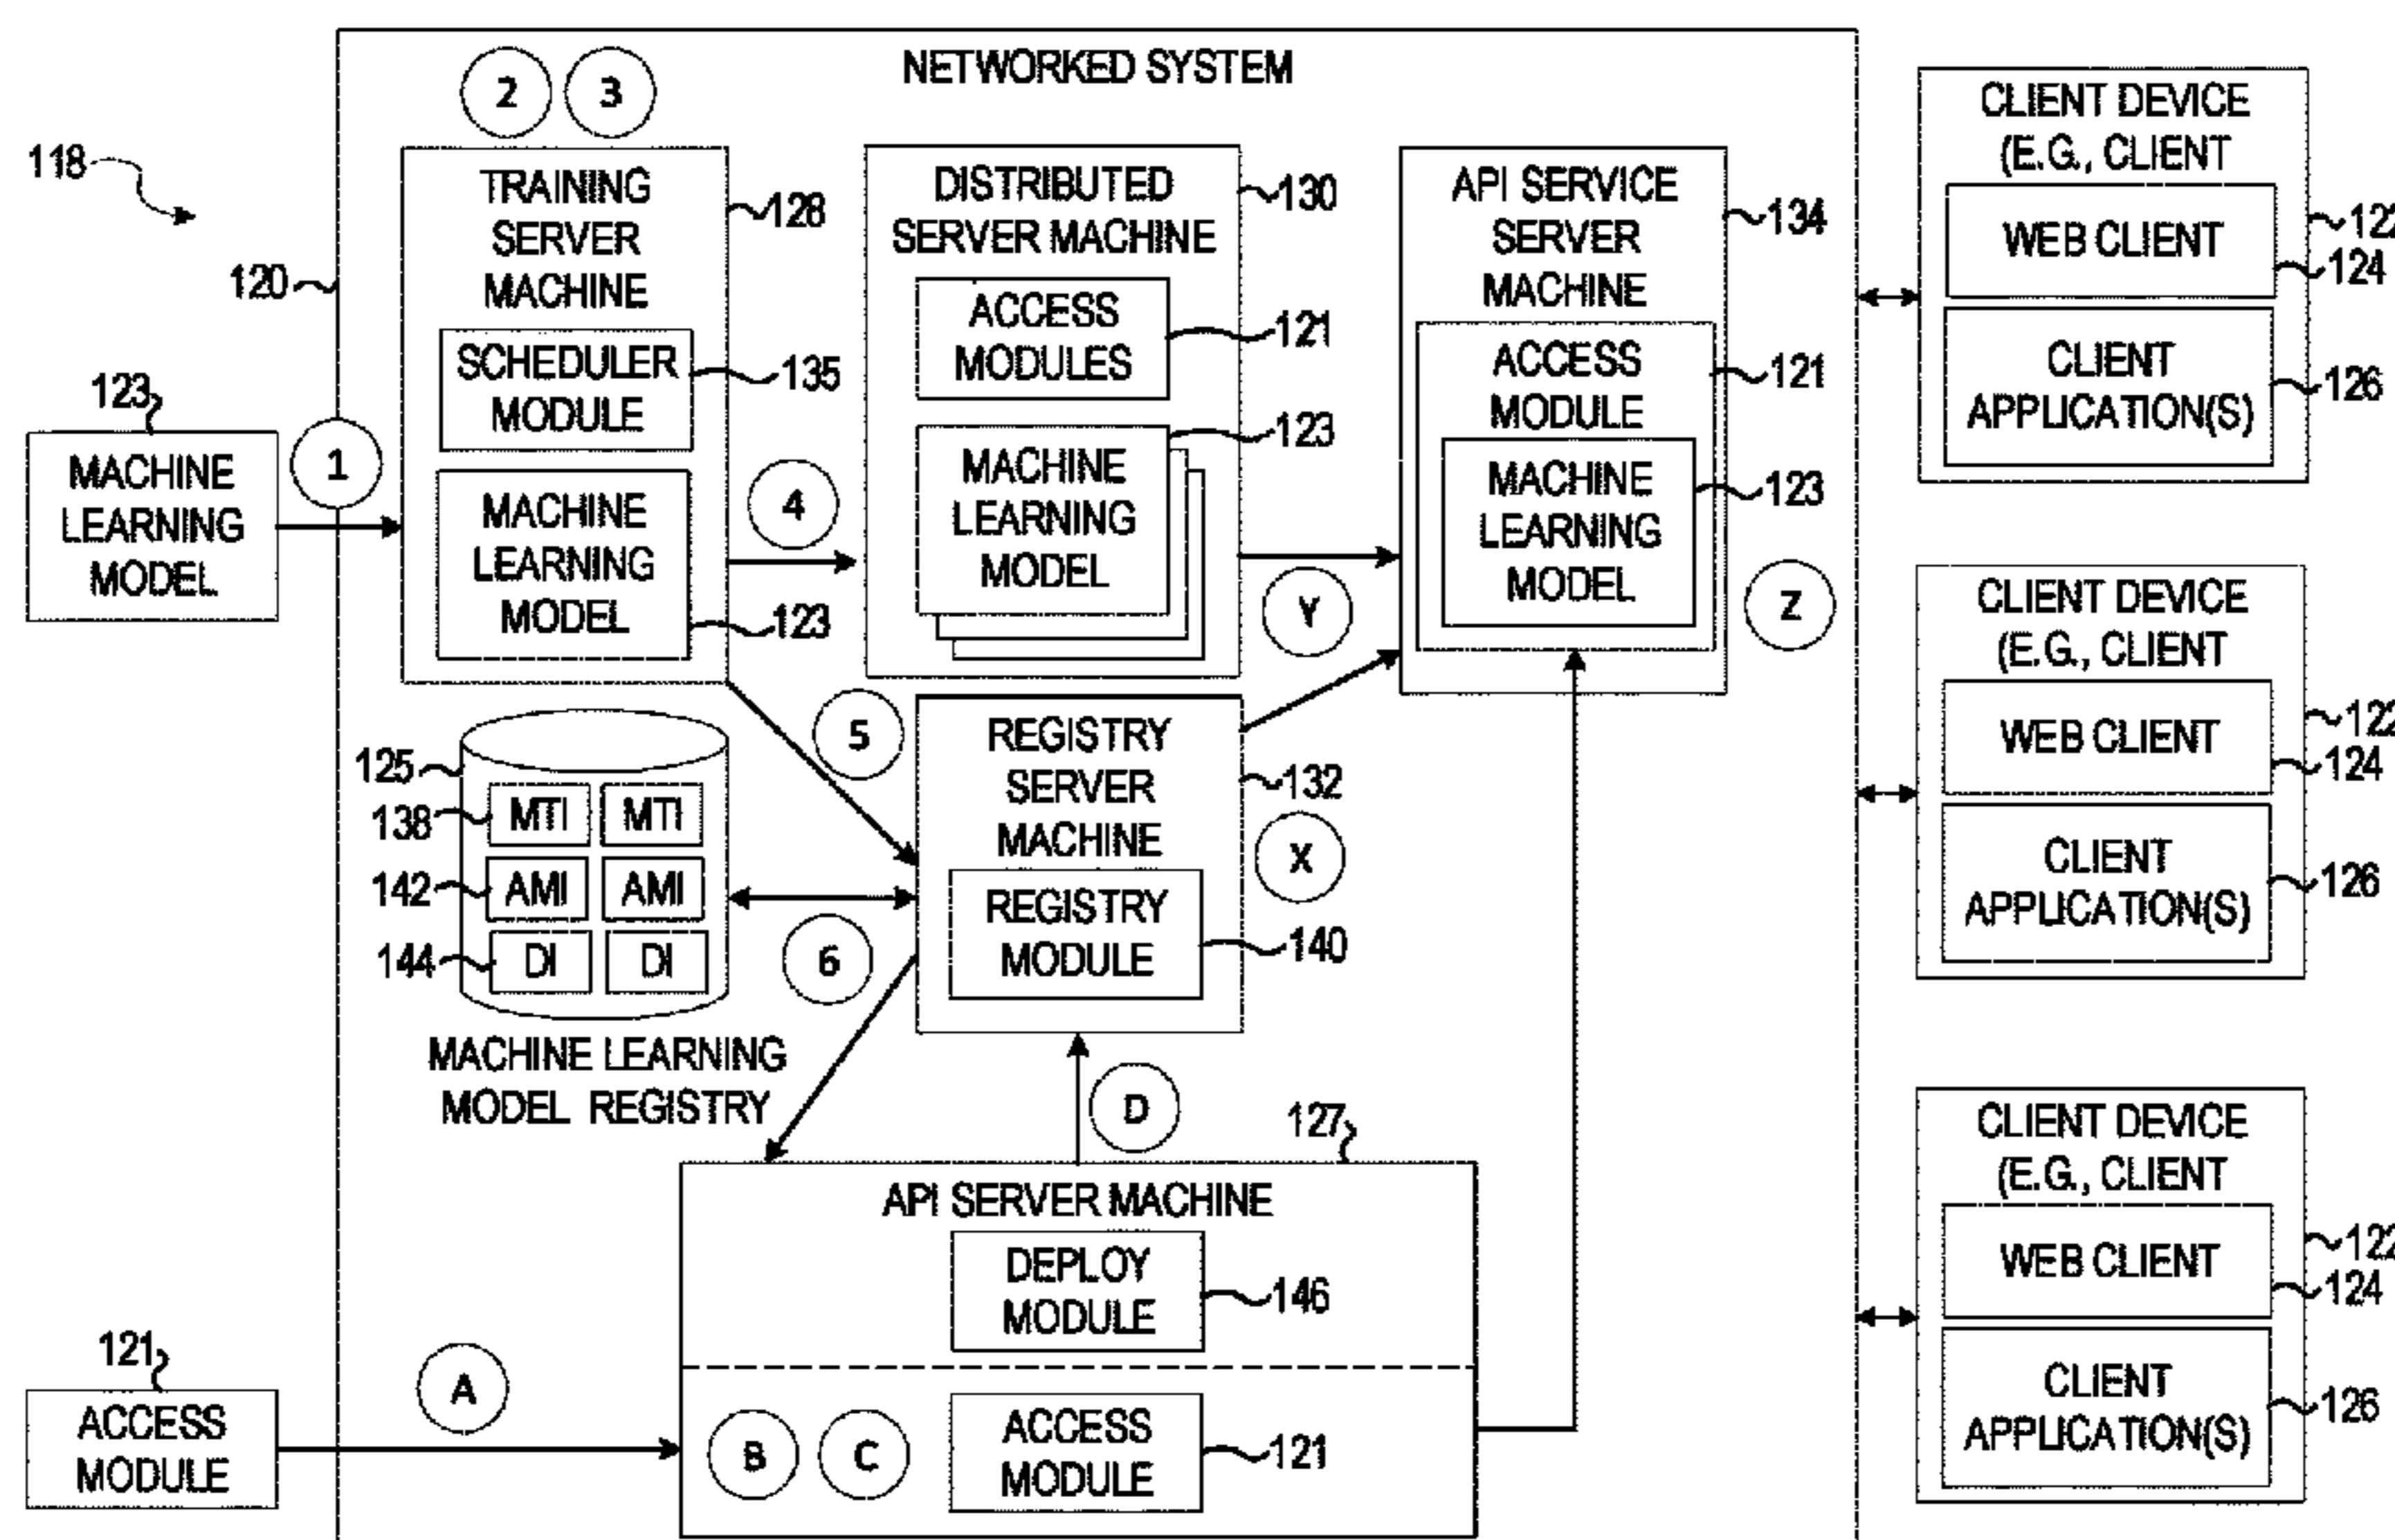 NETWORKED SYSTEM
118
120
2
3
TRAINING
SERVER
MACHINE
128
SCHEDULER
MODULE
135
MACHINE
LEARNING
MODEL
123
123
MACHINE
LEARNING
MODEL
1
4
DISTRIBUTED
SERVER MACHINE
130
ACCESS
MODULES
121
123
MACHINE
LEARNING
MODEL
Y
API SERVICE
SERVER
MACHINE
134
ACCESS
MODULE
121
MACHINE
LEARNING
MODEL
123
Z
5
125
138
MTI
MTI
142
AMI
AMI
144
DI
DI
MACHINE LEARNING
MODEL REGISTRY
6
REGISTRY
SERVER
MACHINE
132
X
REGISTRY
MODULE
140
D
127
API SERVER MACHINE
DEPLOY
MODULE
146
121
ACCESS
MODULE
A
B
C
ACCESS
MODULE
121
CLIENT DEVICE
(E.G., CLIENT
122
WEB CLIENT
124
CLIENT
APPLICATION(S)
126
CLIENT DEVICE
(E.G., CLIENT
122
WEB CLIENT
124
CLIENT
APPLICATION(S)
126
CLIENT DEVICE
(E.G., CLIENT
122
WEB CLIENT
124
CLIENT
APPLICATION(S)
126